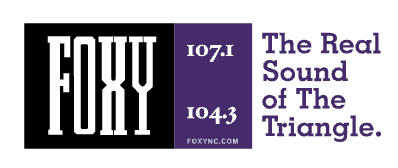 FOXY
107.1
104.3
FOXYNC.COM
The Real
Sound
of The
Triangle.